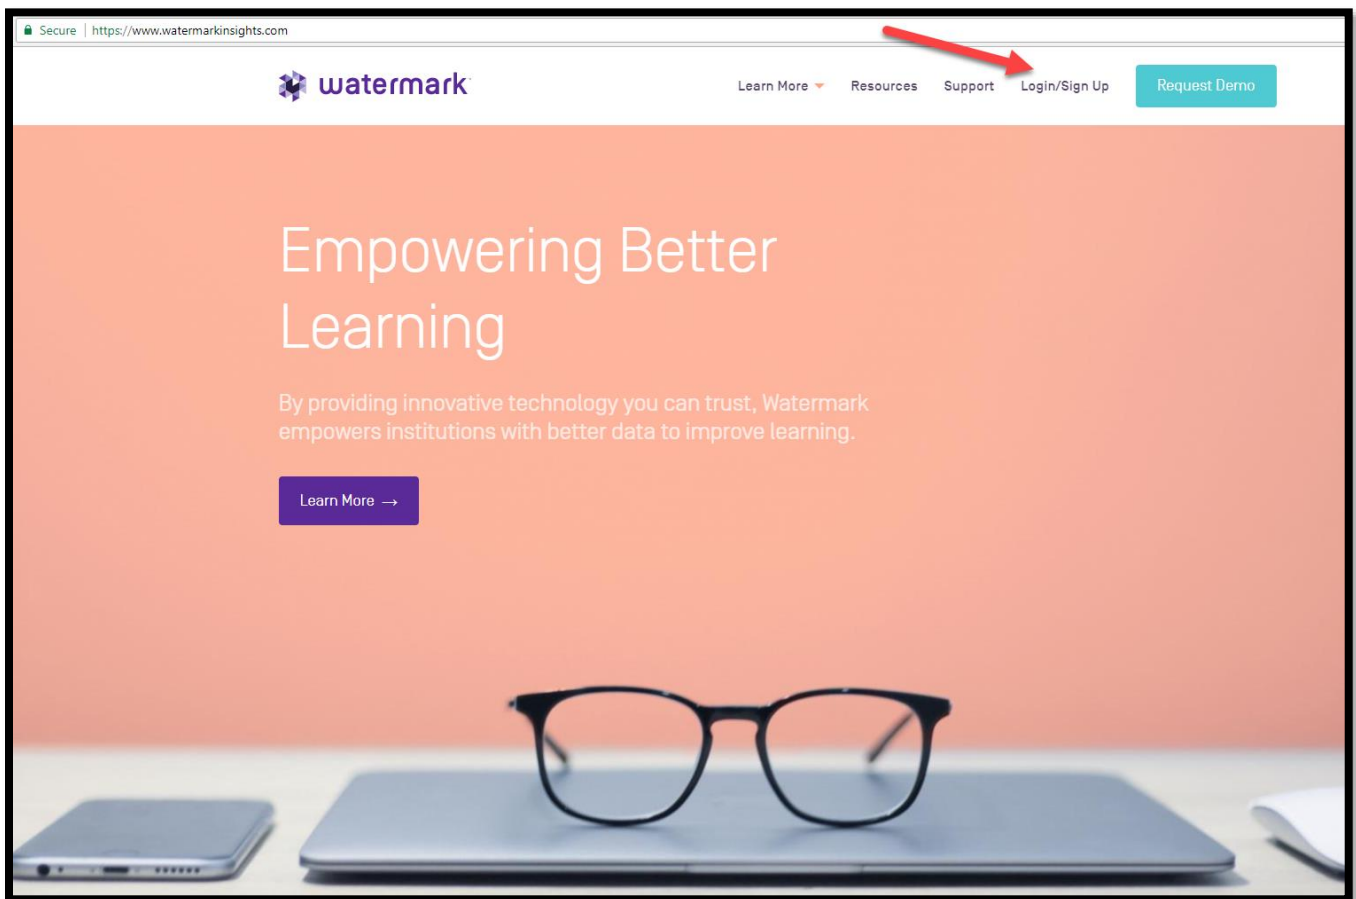 Secure | https://www.watermarkinsights.com
watermark
Learn More Resources Support Login/Sign Up Request Demo
Empowering Better
Learning
By providing innovative technology you can trust, Watermark
empowers institutions with better data to improve learning.
Learn More →